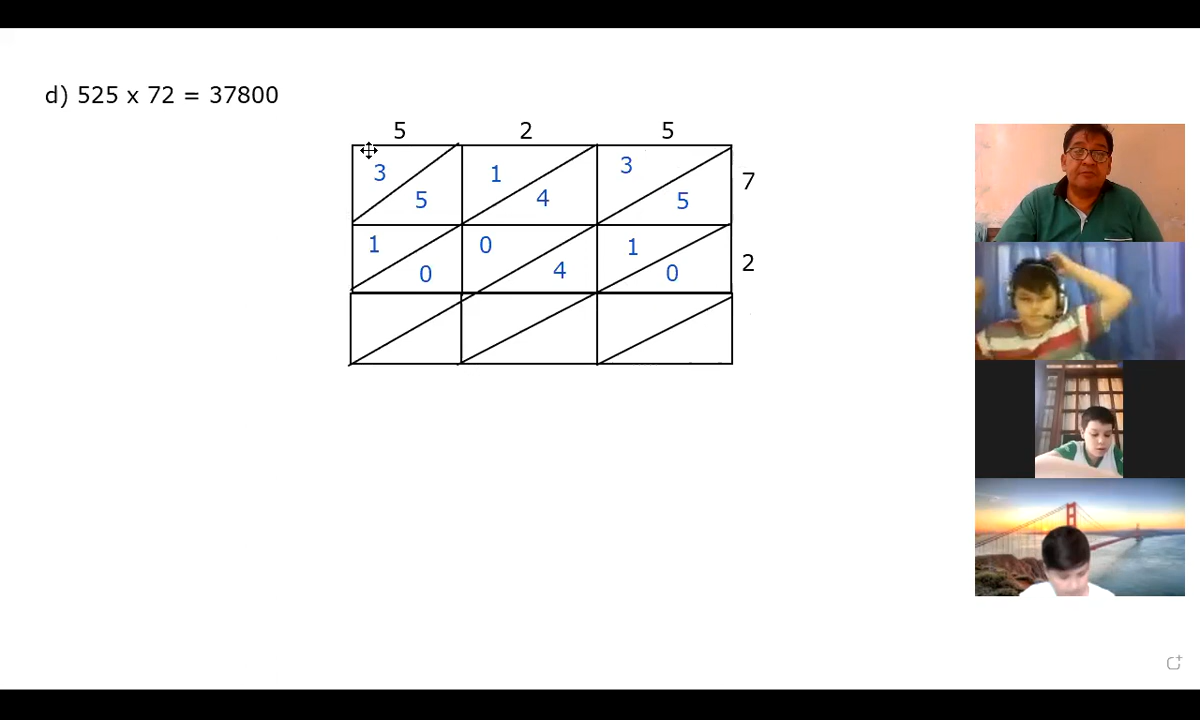 d) 525 x 72 = 37800
5 2 5
3 1 3 7
5 4 5
1 0 1 2
0 4 0